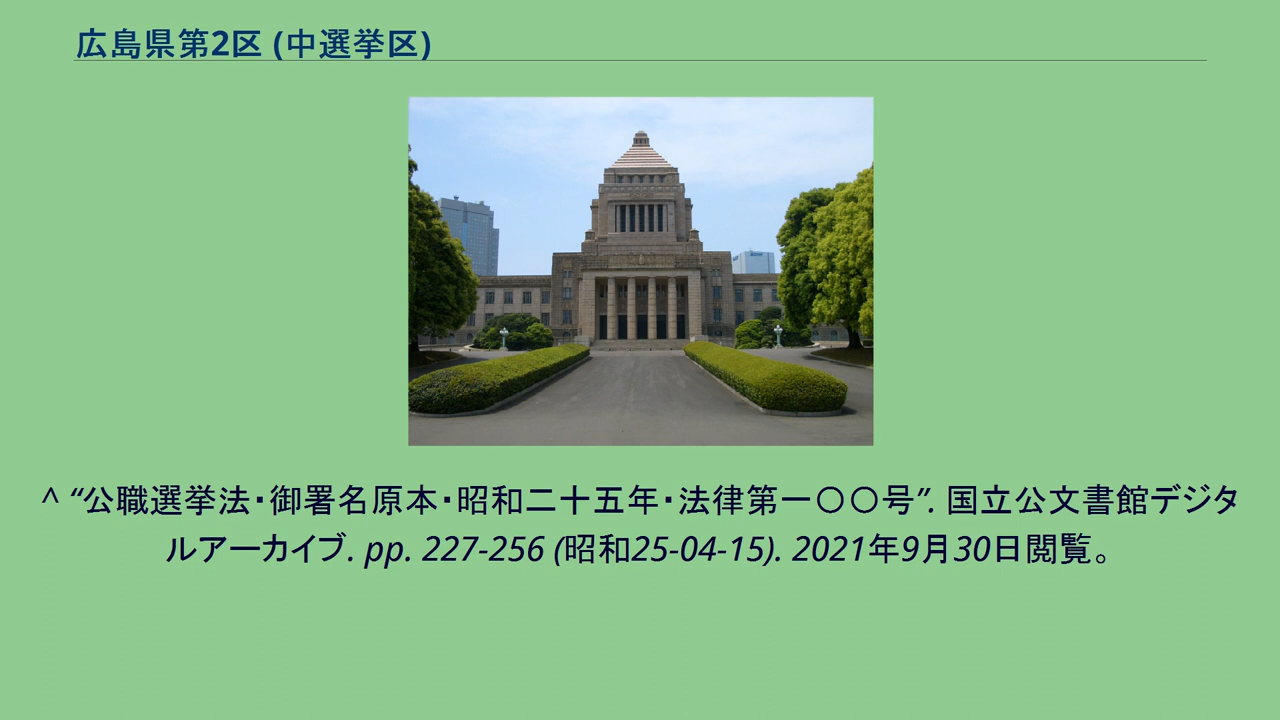 広島県第2区 (中選挙区)
^ “公職選挙法・御署名原本・昭和二十五年・法律第一〇〇号”. 国立公文書館デジタ
ルアーカイブ. pp. 227-256 (昭和25-04-15). 2021年9月30日閲覧。